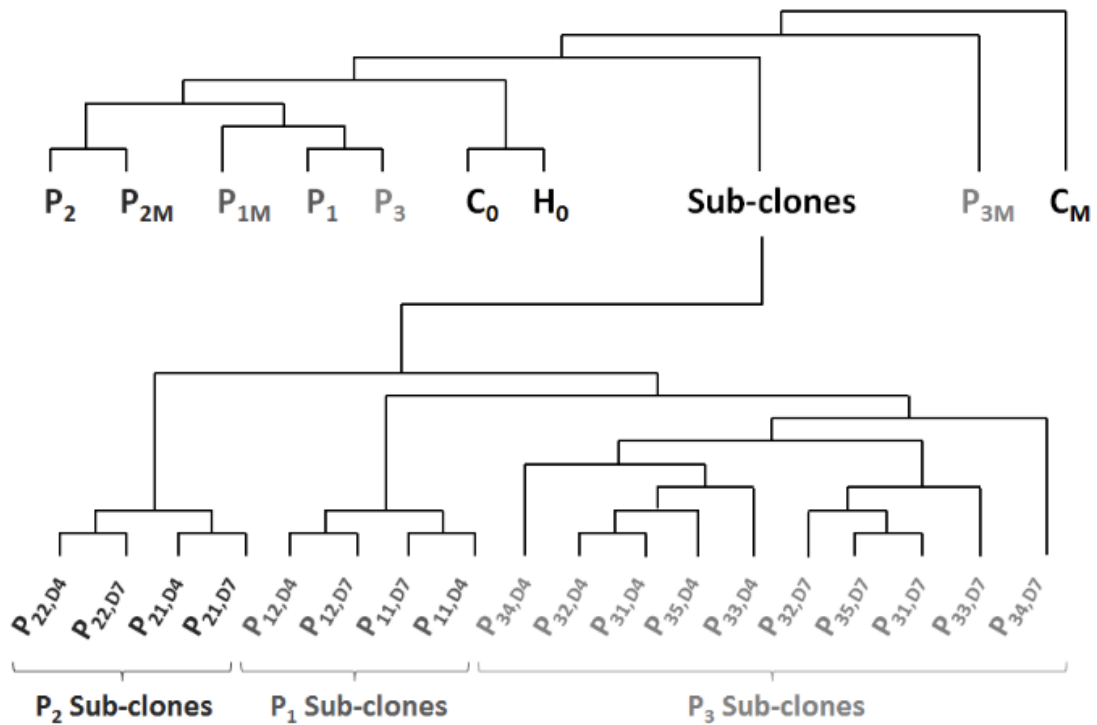 P2 P2M P1M P1 P3 C0 H0 Sub-clones P3M CM
P22,D4 P22,D7 P21,D4 P21,D7 P12,D4 P12,D7 P11,D7 P11,D4 P34,D4 P32,D4 P31,D4 P35,D4 P33,D4 P32,D7 P35,D7 P31,D7 P33,D7 P34,D7
P2 Sub-clones P1 Sub-clones P3 Sub-clones